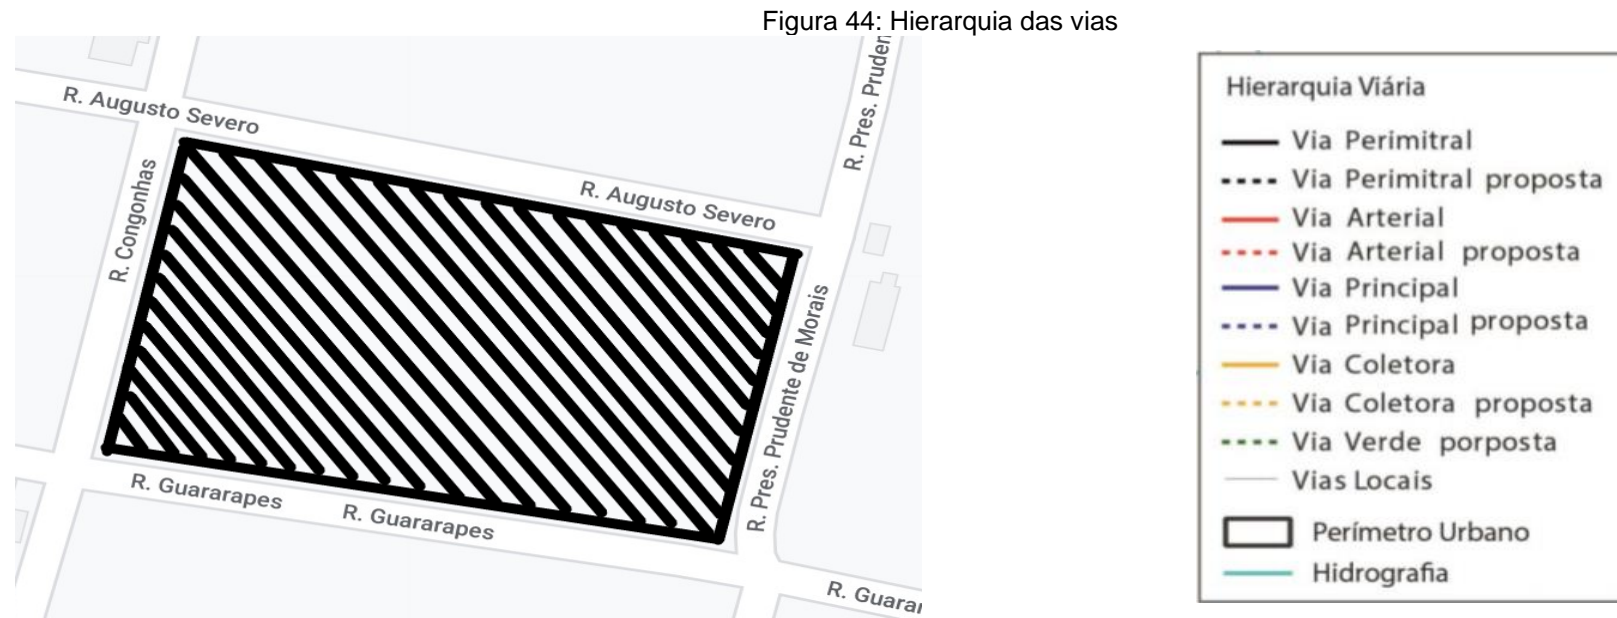 Figura 44: Hierarquia das vias
R. Augusto Severo
R. Pres. Pruden
R. Congonhas
R. Augusto Severo
R. Pres. Prudente de Morais
R. Guararapes
R. Guararapes
R. Guarar
Hierarquia Viária
Via Perimitral
Via Perimitral proposta
Via Arterial
Via Arterial proposta
Via Principal
Via Principal proposta
Via Coletora
Via Coletora proposta
Via Verde porposta
Vias Locais
Perímetro Urbano
Hidrografia